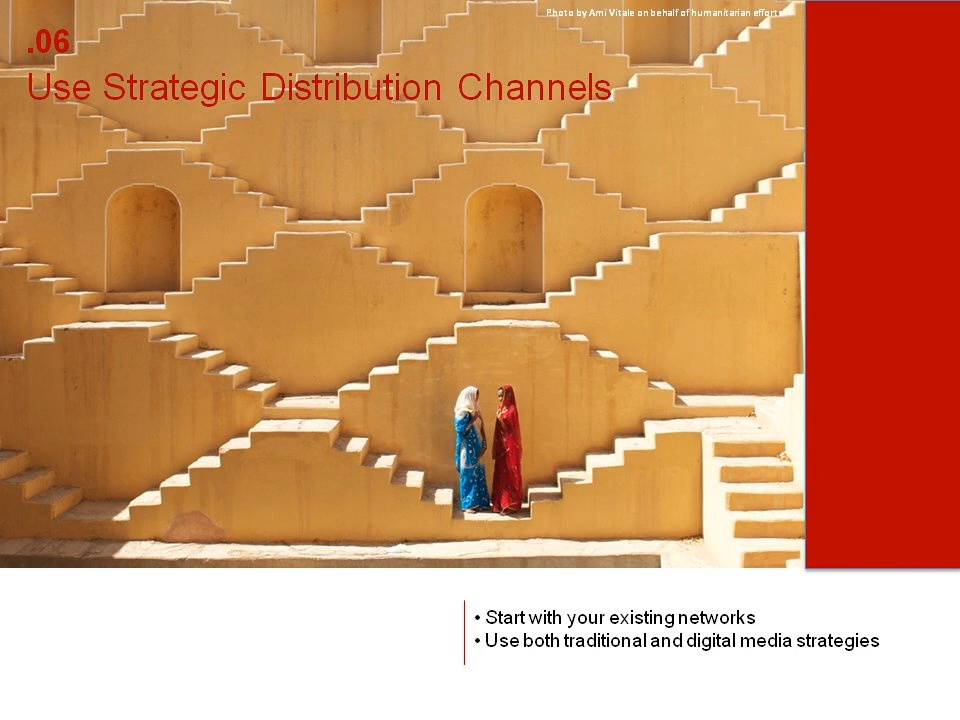 Photo by Ami Vitale on behalf of humanitarian efforts
.06
Use Strategic Distribution Channels
• Start with your existing networks
• Use both traditional and digital media strategies